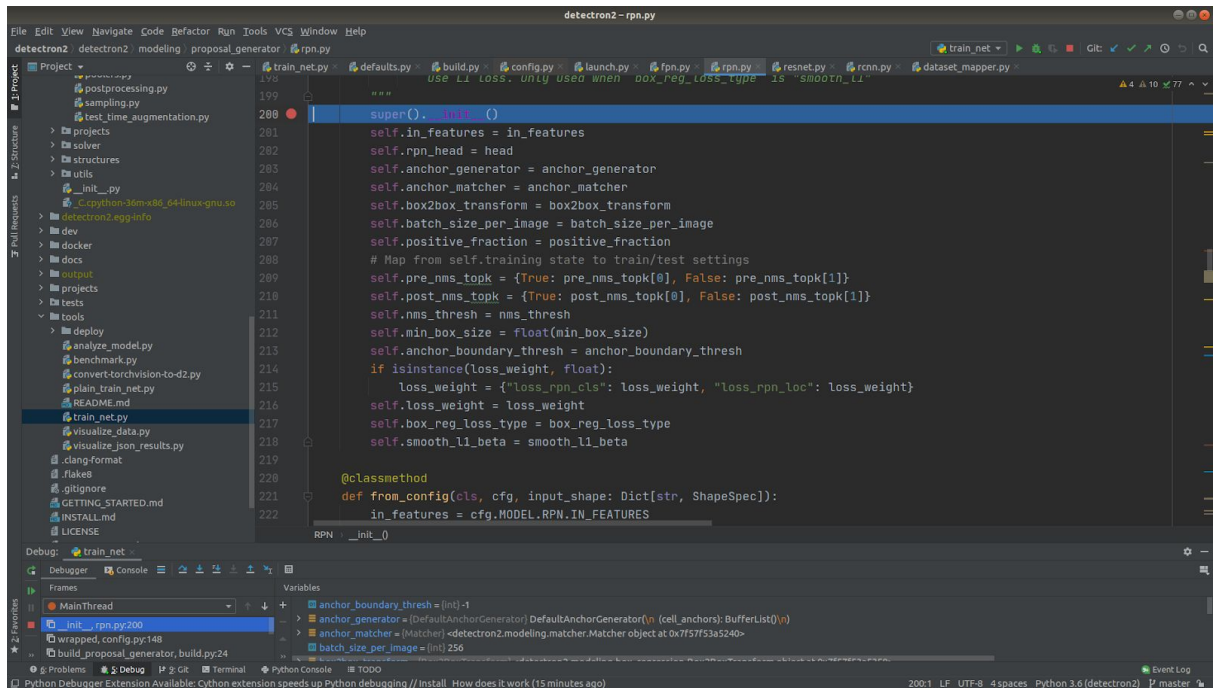 detectron2 – rpn.py
File Edit View Navigate Code Refactor Run Tools VCS Window Help
detectron2 detectron2 modeling proposal_generator rpn.py train_net Git:
Project train_net.py defaults.py build.py config.py launch.py fpn.py rpn.py resnet.py rcnn.py dataset_mapper.py
1: Project
7: Structure
Pull Requests
2: Favorites
poolers.py
postprocessing.py
sampling.py
test_time_augmentation.py
projects
solver
structures
utils
__init__.py
_C.cpython-36m-x86_64-linux-gnu.so
detectron2.egg-info
dev
docker
docs
output
projects
tests
tools
deploy
analyze_model.py
benchmark.py
convert-torchvision-to-d2.py
plain_train_net.py
README.md
train_net.py
visualize_data.py
visualize_json_results.py
.clang-format
.flake8
.gitignore
GETTING_STARTED.md
INSTALL.md
LICENSE
4 10 77
198 Use L1 loss. Only used when `box_reg_loss_type` is "smooth_l1"
199 """
200 super().__init__()
201 self.in_features = in_features
202 self.rpn_head = head
203 self.anchor_generator = anchor_generator
204 self.anchor_matcher = anchor_matcher
205 self.box2box_transform = box2box_transform
206 self.batch_size_per_image = batch_size_per_image
207 self.positive_fraction = positive_fraction
208 # Map from self.training state to train/test settings
209 self.pre_nms_topk = {True: pre_nms_topk[0], False: pre_nms_topk[1]}
210 self.post_nms_topk = {True: post_nms_topk[0], False: post_nms_topk[1]}
211 self.nms_thresh = nms_thresh
212 self.min_box_size = float(min_box_size)
213 self.anchor_boundary_thresh = anchor_boundary_thresh
214 if isinstance(loss_weight, float):
215 loss_weight = {"loss_rpn_cls": loss_weight, "loss_rpn_loc": loss_weight}
216 self.loss_weight = loss_weight
217 self.box_reg_loss_type = box_reg_loss_type
218 self.smooth_l1_beta = smooth_l1_beta
219
220 @classmethod
221 def from_config(cls, cfg, input_shape: Dict[str, ShapeSpec]):
222 in_features = cfg.MODEL.RPN.IN_FEATURES
RPN __init__()
Debug: train_net
Debugger Console
Frames Variables
MainThread
__init__, rpn.py:200
wrapped, config.py:148
build_proposal_generator, build.py:24
anchor_boundary_thresh = {int} -1
anchor_generator = {DefaultAnchorGenerator} DefaultAnchorGenerator(\n (cell_anchors): BufferList()\n)
anchor_matcher = {Matcher} <detectron2.modeling.matcher.Matcher object at 0x7f57f53a5240>
batch_size_per_image = {int} 256
6: Problems 5: Debug 9: Git Terminal Python Console TODO Event Log
Python Debugger Extension Available: Cython extension speeds up Python debugging // Install How does it work (15 minutes ago) 200:1 LF UTF-8 4 spaces Python 3.6 (detectron2) master